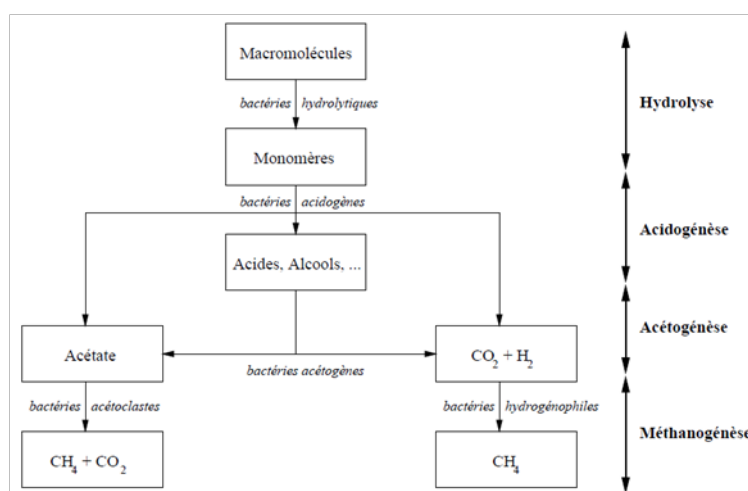 Macromolécules
bactéries hydrolytiques
Hydrolyse
Monomères
bactéries acidogènes
Acidogénèse
Acides, Alcools, ...
Acétogénèse
Acétate
CO₂ + H₂
bactéries acétogènes
bactéries acétoclastes
bactéries hydrogénophiles
Méthanogénèse
CH₄ + CO₂
CH₄